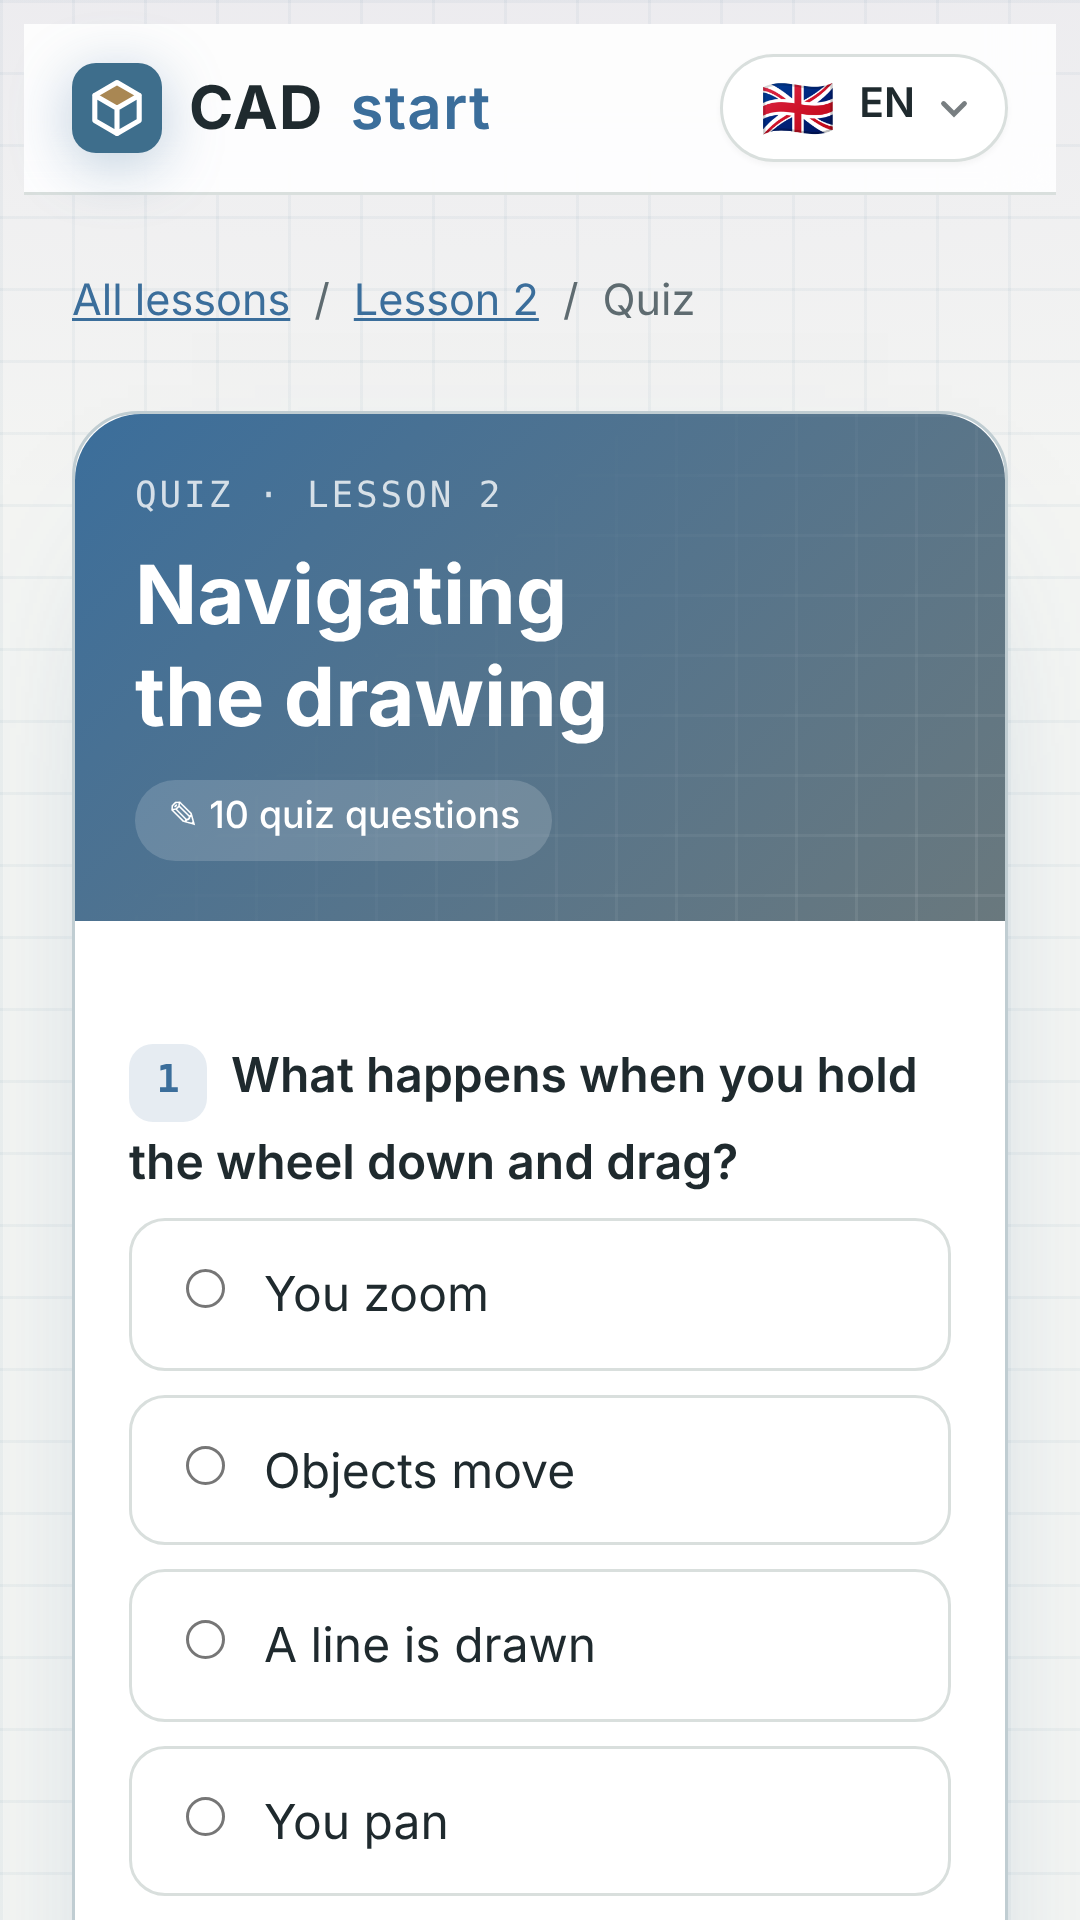 CAD start
🇬🇧 EN
All lessons / Lesson 2 / Quiz
QUIZ · LESSON 2
Navigating
the drawing
✎ 10 quiz questions
1 What happens when you hold
the wheel down and drag?
You zoom
Objects move
A line is drawn
You pan